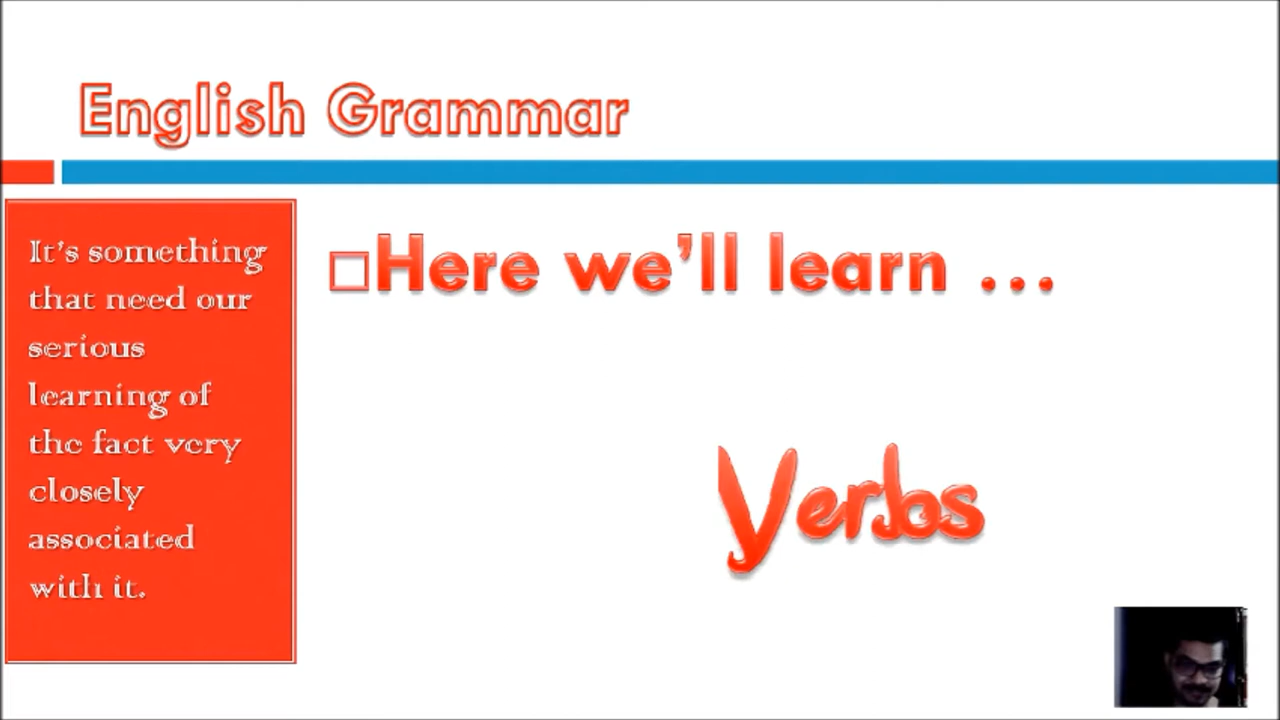 English Grammar
It's something
that need our
serious
learning of
the fact very
closely
associated
with it.
Here we'll learn ...
Verbs